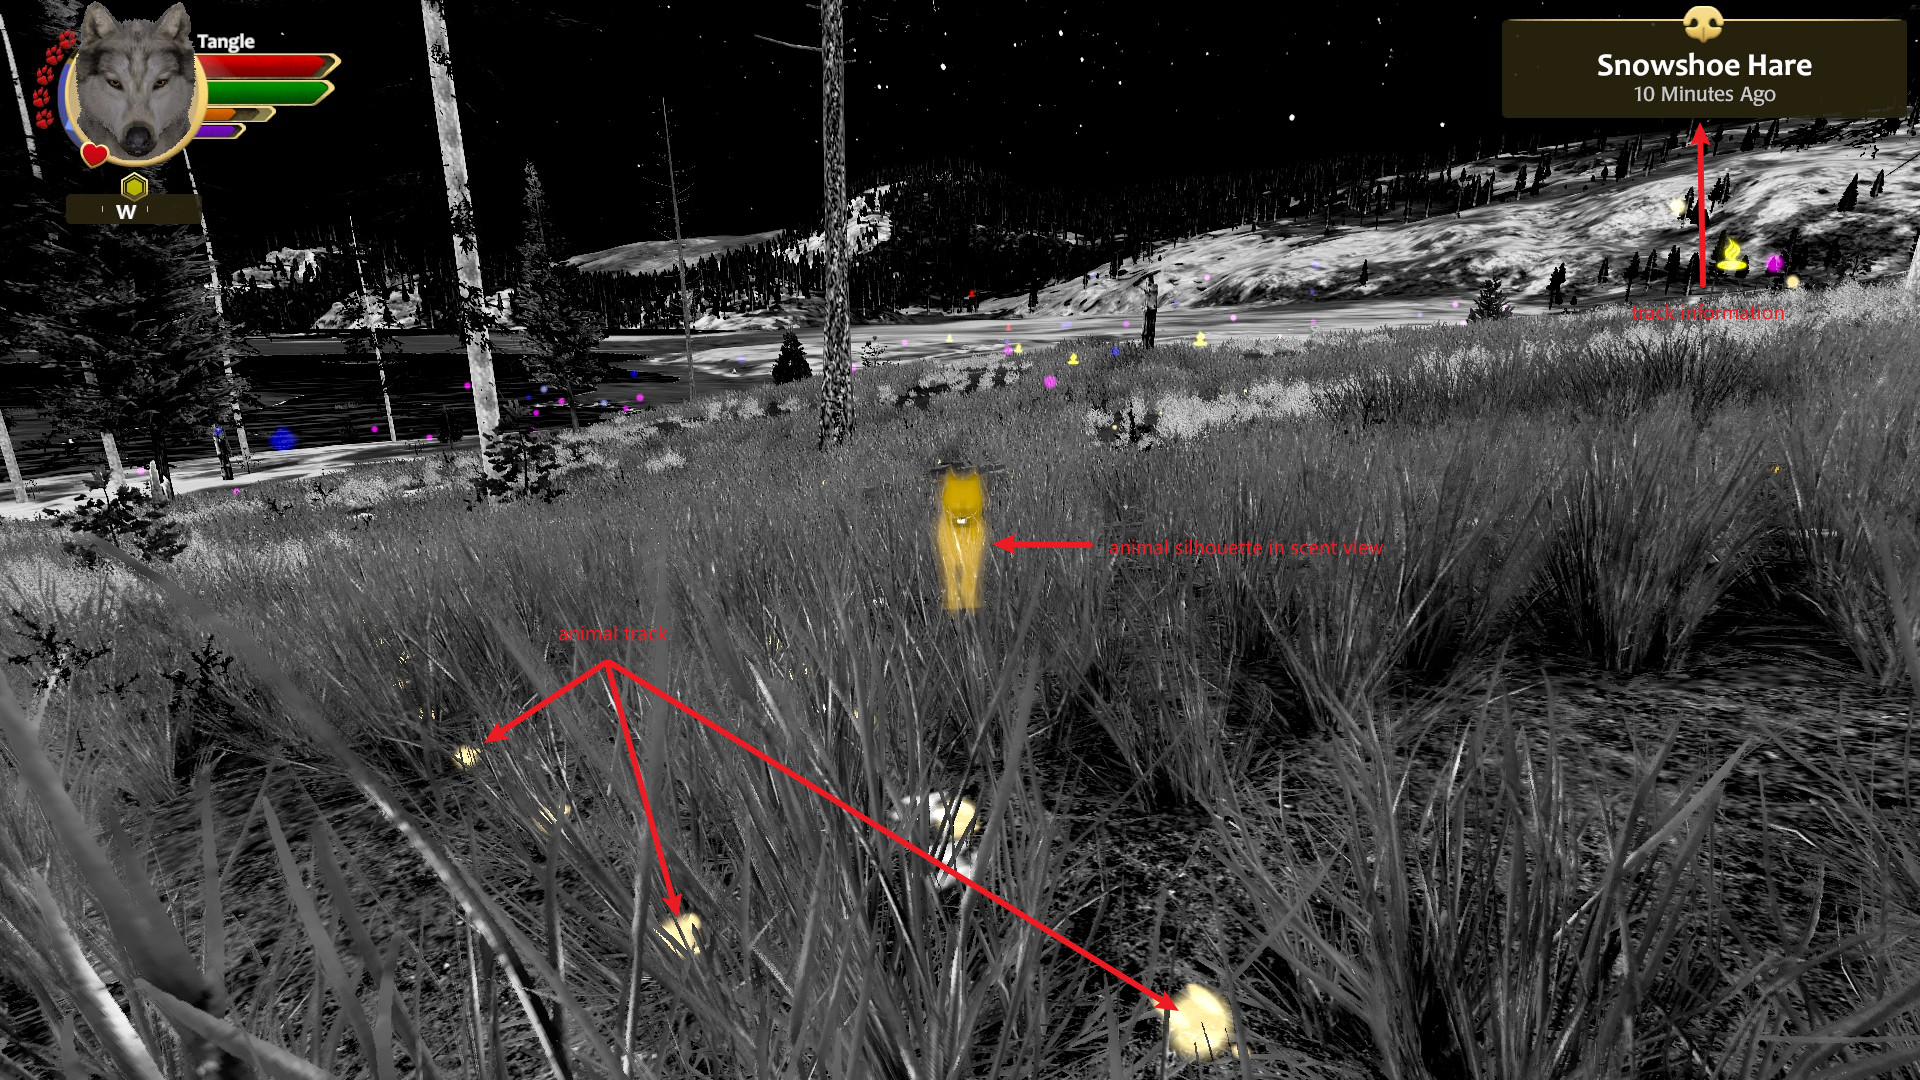 Tangle
Snowshoe Hare
10 Minutes Ago
W
track information
animal silhouette in scent view
animal track